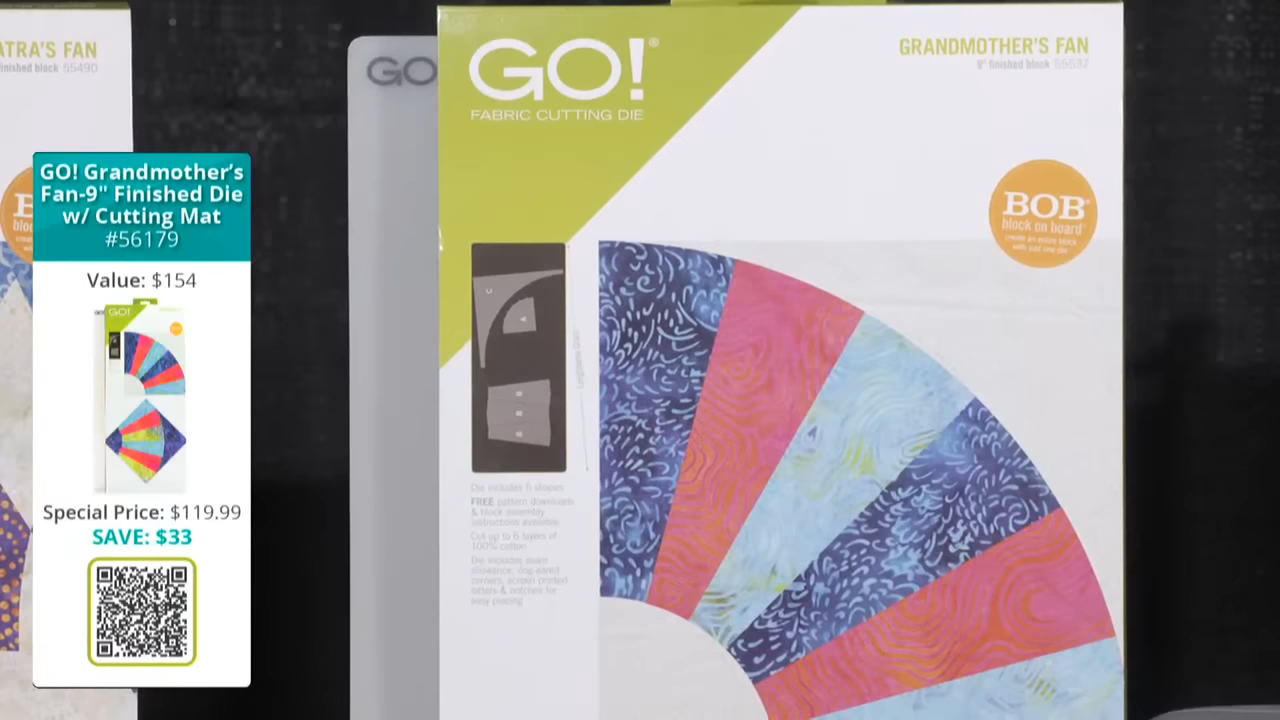 ATRA'S FAN
finished block 55490
GO! Grandmother's
Fan-9" Finished Die
w/ Cutting Mat
#56179
Value: $154
GO!
Special Price: $119.99
SAVE: $33
GO
GO!®
FABRIC CUTTING DIE
GRANDMOTHER'S FAN
9" finished block 55537
BOB®
block on board
create an entire block
with just one die
C
A
B B B
Die includes 5 shapes
FREE pattern downloads
& block assembly
instructions available
Cut up to 6 layers of
100% cotton
Die includes seam
allowance, dog-eared
corners, screen printed
letters & notches for
easy piecing